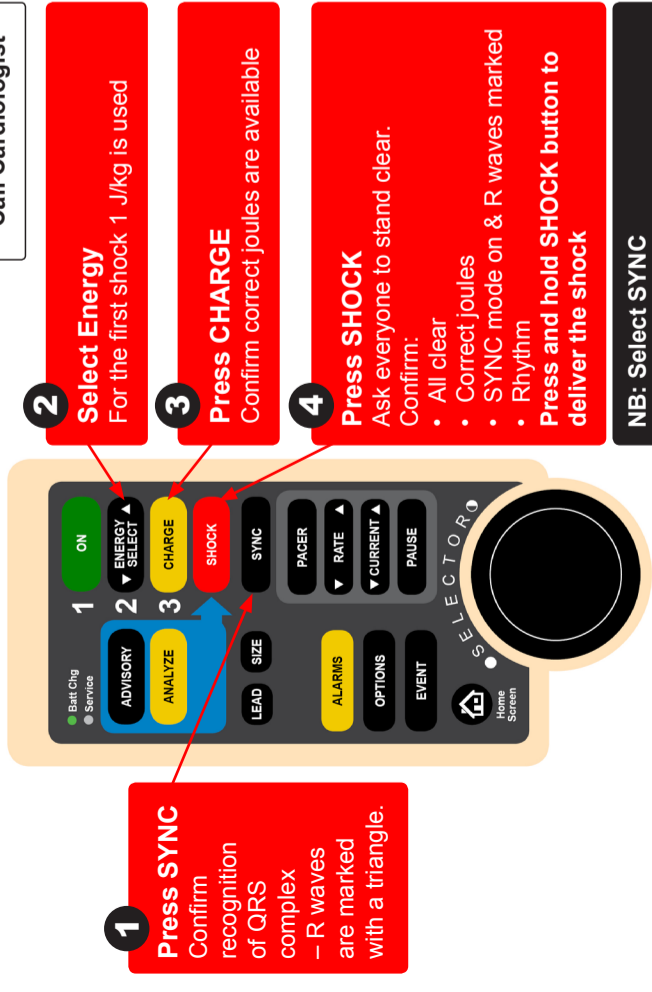 Call Cardiologist
1
Press SYNC
Confirm
recognition
of QRS
complex
– R waves
are marked
with a triangle.
Batt Chg
Service
ADVISORY
ANALYZE
LEAD
SIZE
ALARMS
OPTIONS
EVENT
Home
Screen
1
ON
2
▼ ENERGY ▲
SELECT
3
CHARGE
SHOCK
SYNC
PACER
▼ RATE ▲
▼ CURRENT ▲
PAUSE
SELECTOR
2
Select Energy
For the first shock 1 J/kg is used
3
Press CHARGE
Confirm correct joules are available
4
Press SHOCK
Ask everyone to stand clear.
Confirm:
• All clear
• Correct joules
• SYNC mode on & R waves marked
• Rhythm
Press and hold SHOCK button to
deliver the shock
NB: Select SYNC